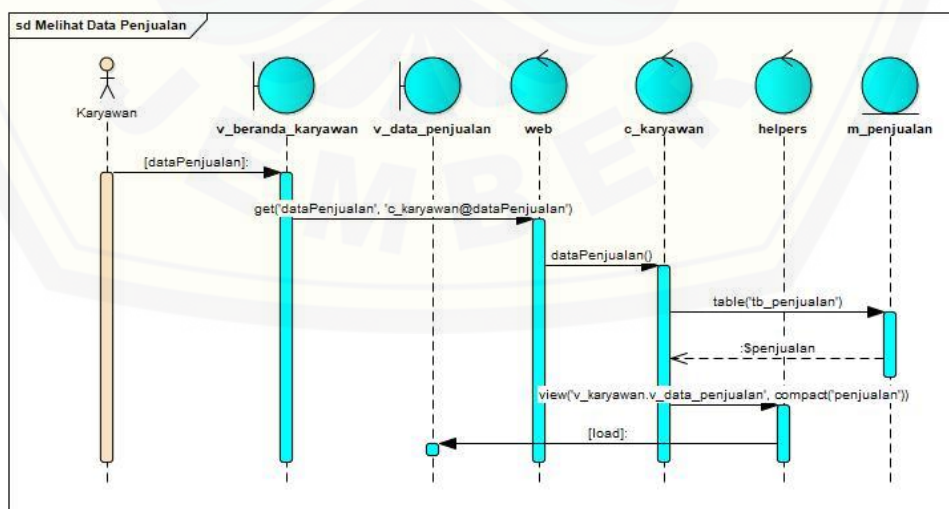 sd Melihat Data Penjualan
Karyawan
v_beranda_karyawan
v_data_penjualan
web
c_karyawan
helpers
m_penjualan
[dataPenjualan]:
get('dataPenjualan', 'c_karyawan@dataPenjualan')
dataPenjualan()
table('tb_penjualan')
:$penjualan
view('v_karyawan.v_data_penjualan', compact('penjualan'))
[load]: